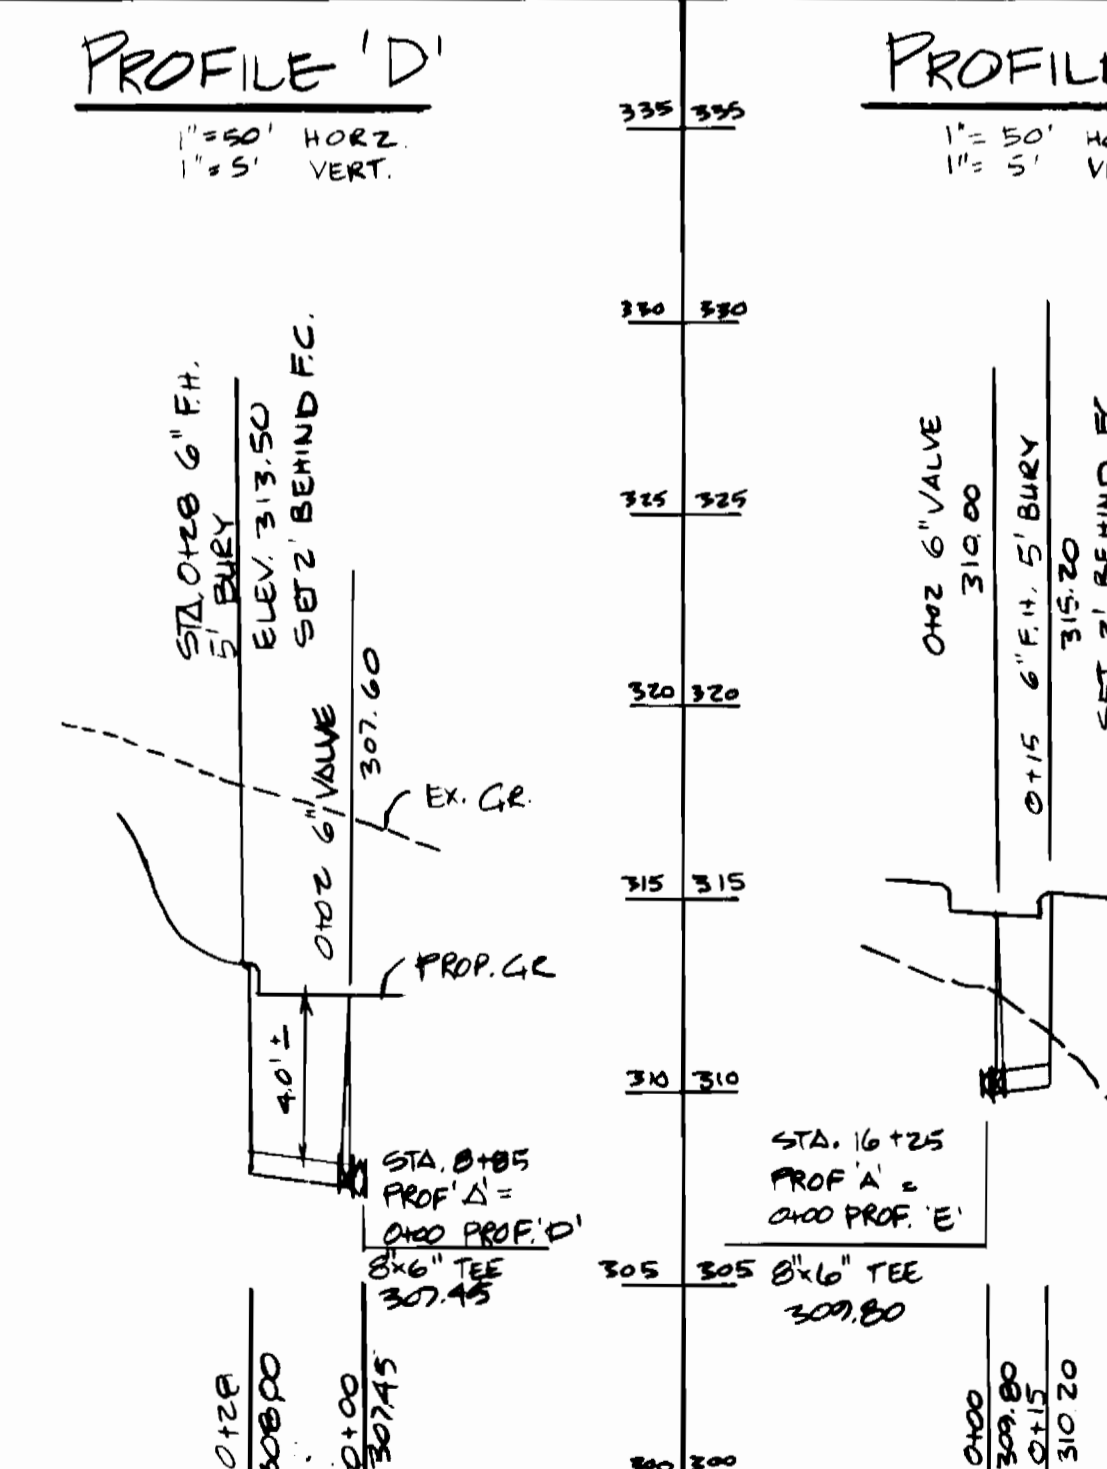 PROFILE 'D'
1"=50' HORZ.
1"=5' VERT.
STA. 0+28 6" F.H.
5' BURY
ELEV. 313.50
SET 2' BEHIND F.C.
0+02 6" VALVE
307.60
EX. GR.
PROP. GR
4.0' ±
STA. 8+85
PROF 'A' =
0+00 PROF. 'D'
8"x6" TEE
307.45
0+28
308.00
0+00
307.45
335 335
330 330
325 325
320 320
315 315
310 310
305 305
300 300
PROFIL
1"= 50' H
1"= 5' V
0+02 6" VALVE
310.00
0+15 6" F.H. 5' BURY
315.20
SET 2' BEHIND
STA. 16+25
PROF 'A' =
0+00 PROF. 'E'
8"x6" TEE
309.80
0+00
309.80
0+15
310.20